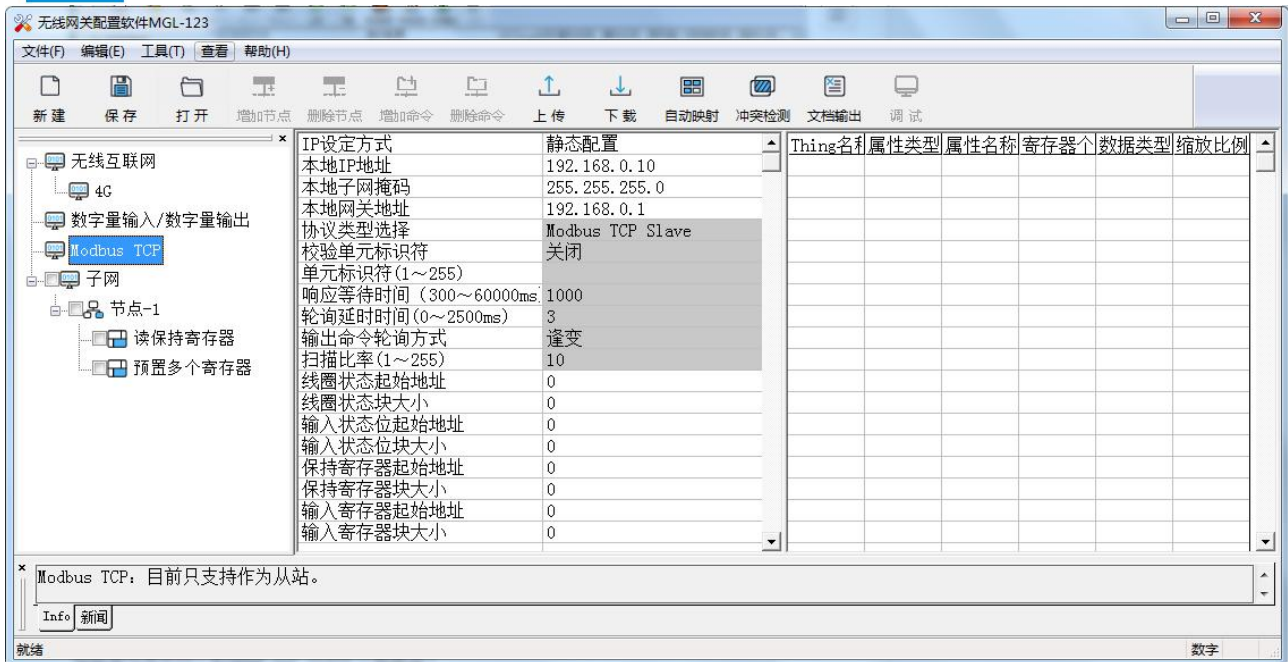 无线网关配置软件MGL-123
文件(F) 编辑(E) 工具(T) 查看 帮助(H)
新建 保存 打开 增加节点 删除节点 增加命令 删除命令 上传 下载 自动映射 冲突检测 文档输出 调试
无线互联网
4G
数字量输入/数字量输出
Modbus TCP
子网
节点-1
读保持寄存器
预置多个寄存器
IP设定方式 静态配置
本地IP地址 192.168.0.10
本地子网掩码 255.255.255.0
本地网关地址 192.168.0.1
协议类型选择 Modbus TCP Slave
校验单元标识符 关闭
单元标识符(1~255)
响应等待时间（300~60000ms 1000
轮询延时时间(0~2500ms) 3
输出命令轮询方式 逢变
扫描比率(1~255) 10
线圈状态起始地址 0
线圈状态块大小 0
输入状态位起始地址 0
输入状态位块大小 0
保持寄存器起始地址 0
保持寄存器块大小 0
输入寄存器起始地址 0
输入寄存器块大小 0
Thing名称 属性类型 属性名称 寄存器个 数据类型 缩放比例
Modbus TCP：目前只支持作为从站。
Info 新闻
就绪 数字